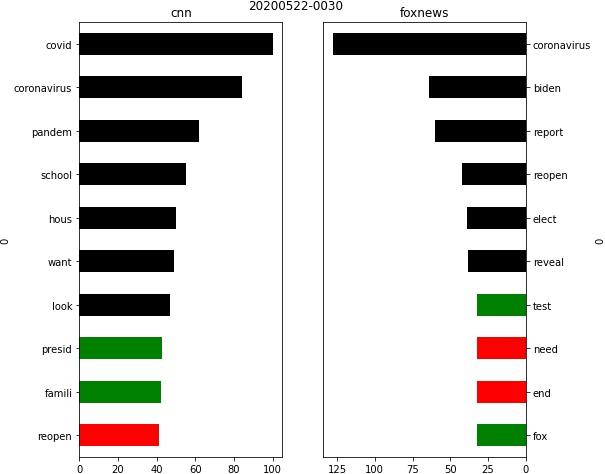 20200522-0030
cnn
foxnews
covid
coronavirus
pandem
school
hous
want
look
presid
famili
reopen
0
0 20 40 60 80 100
coronavirus
biden
report
reopen
elect
reveal
test
need
end
fox
0
125 100 75 50 25 0